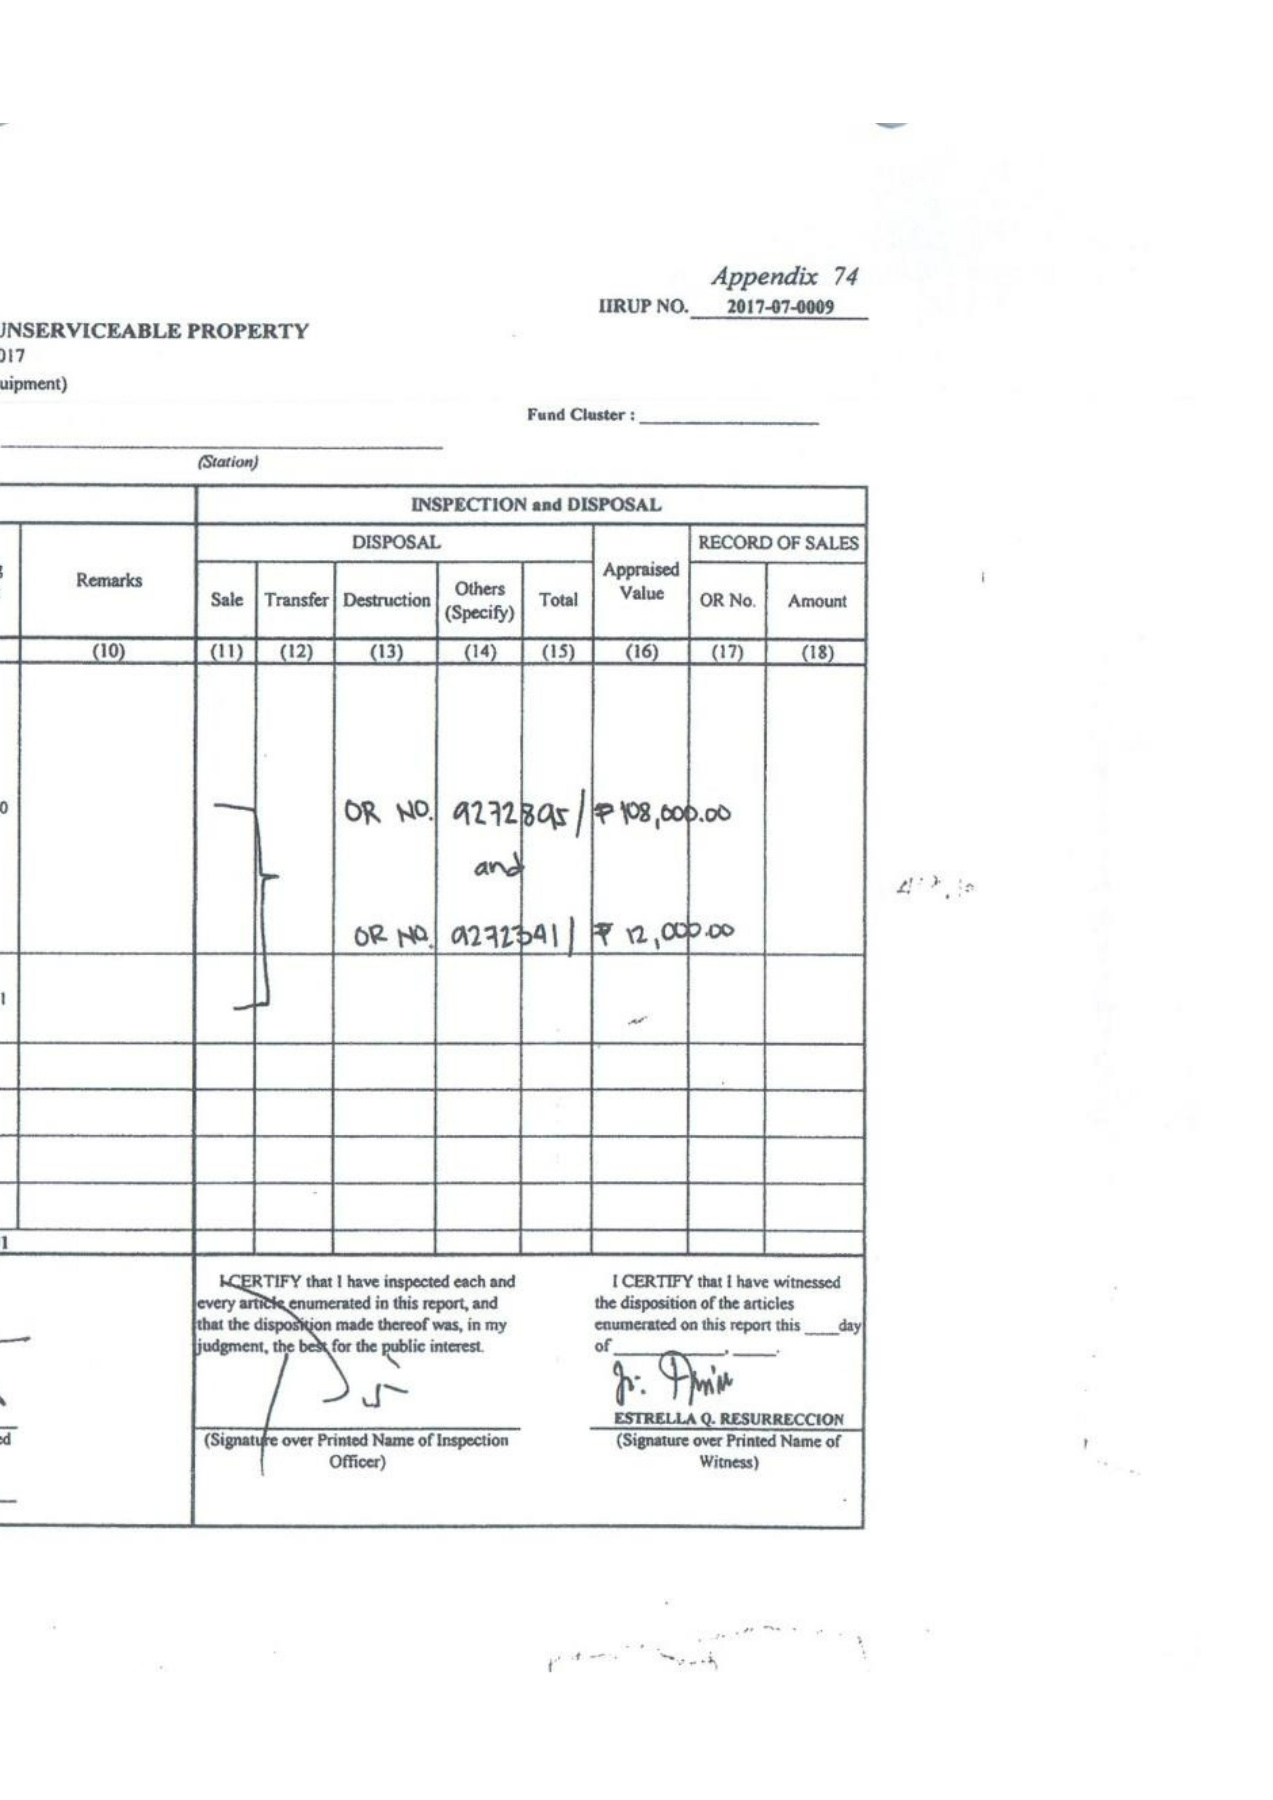 Appendix 74
IIRUP NO. 2017-07-0009
UNSERVICEABLE PROPERTY
017
uipment)
Fund Cluster :
(Station)
INSPECTION and DISPOSAL
DISPOSAL
RECORD OF SALES
Remarks
Sale Transfer Destruction Others (Specify) Total Appraised Value OR No. Amount
(10) (11) (12) (13) (14) (15) (16) (17) (18)
0
OR NO. 9272895 / ₱108,000.00
and
OR NO. 9272341 / ₱ 12,000.00
1
1
I CERTIFY that I have inspected each and
every article enumerated in this report, and
that the disposition made thereof was, in my
judgment, the best for the public interest.
(Signature over Printed Name of Inspection
Officer)
I CERTIFY that I have witnessed
the disposition of the articles
enumerated on this report this ____day
of ____________, _____.
ESTRELLA Q. RESURRECCION
(Signature over Printed Name of
Witness)
ed